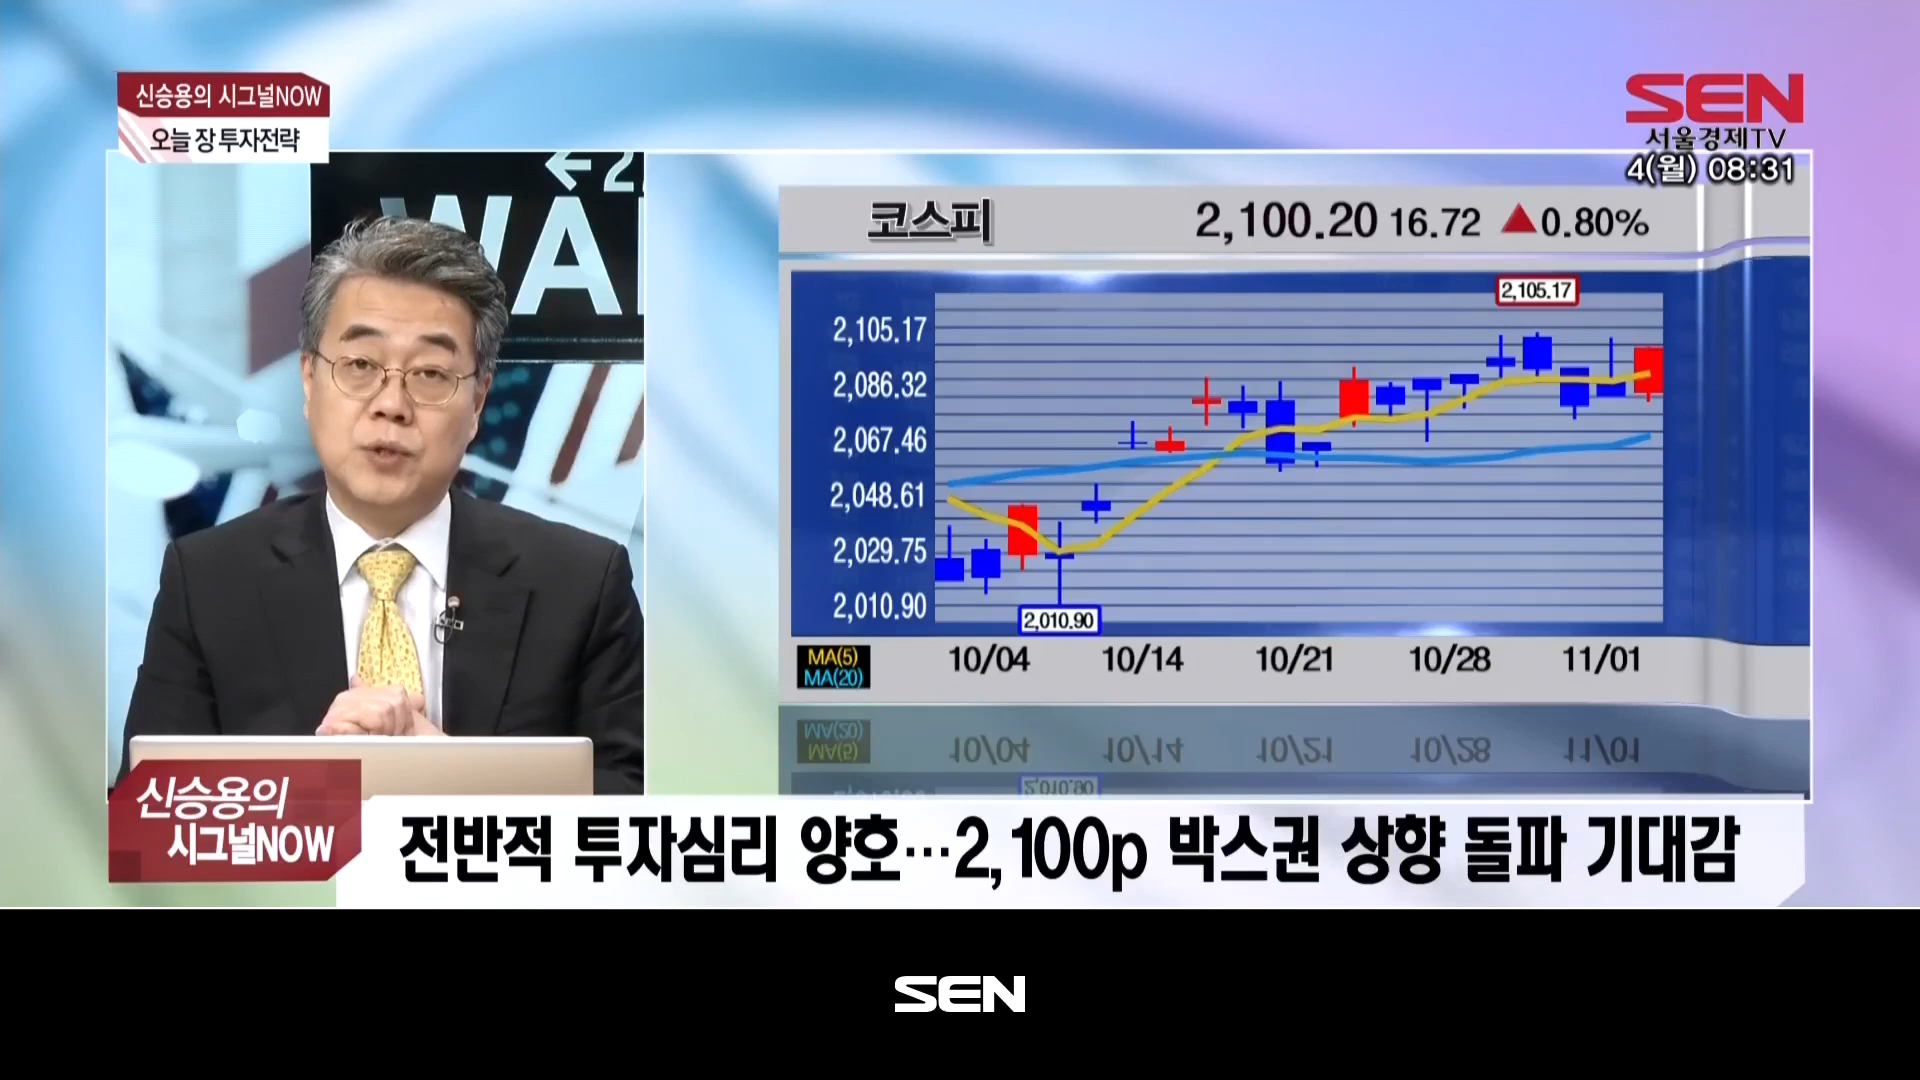 신승용의 시그널NOW
오늘 장 투자전략
SEN
서울경제TV
4(월) 08:31
←2,
WAL
코스피 2,100.20 16.72 ▲0.80%
2,105.17
2,105.17
2,086.32
2,067.46
2,048.61
2,029.75
2,010.90
2,010.90
MA(5)
MA(20)
10/04 10/14 10/21 10/28 11/01
신승용의
시그널NOW
전반적 투자심리 양호…2,100p 박스권 상향 돌파 기대감
SEN